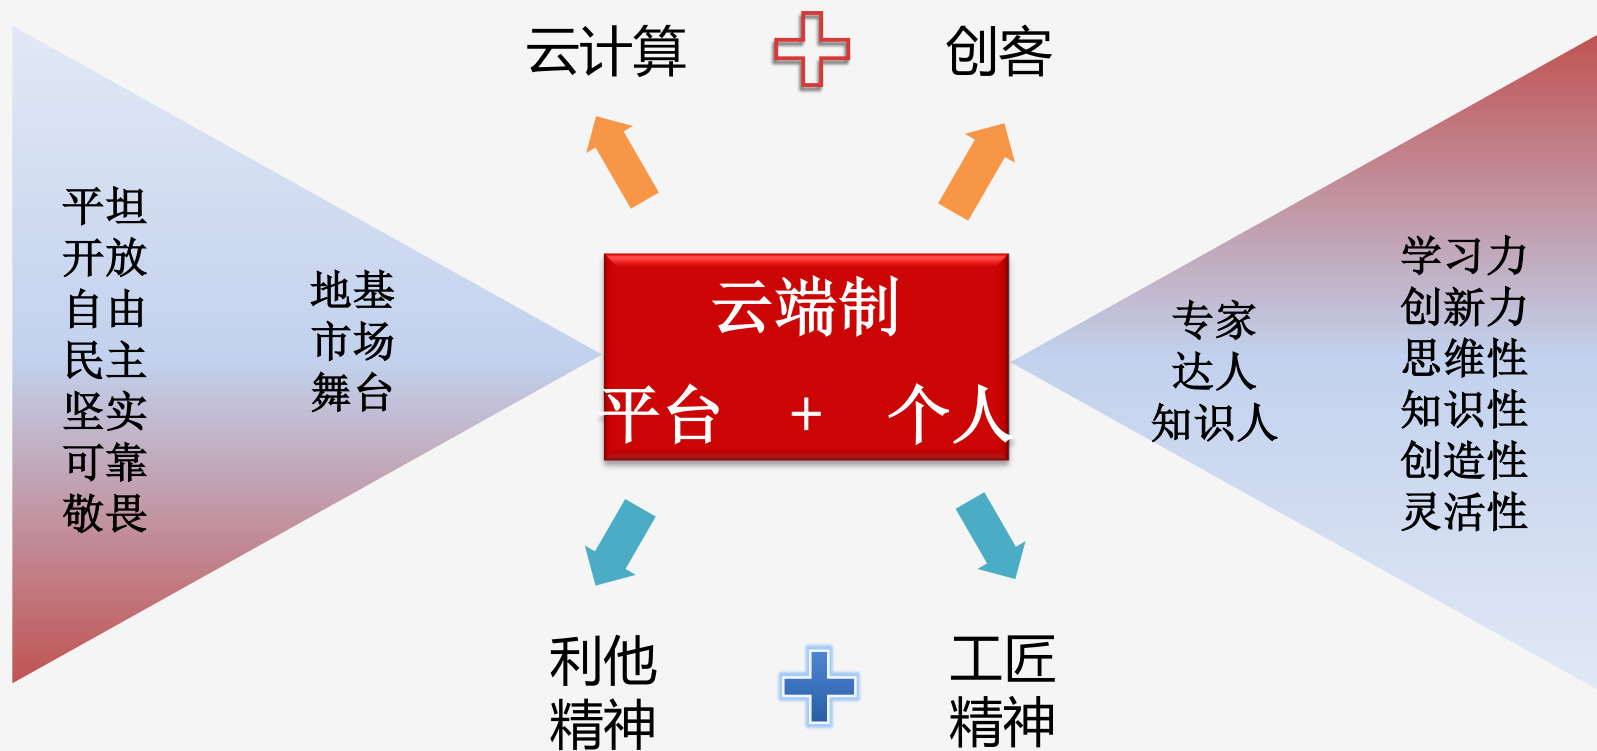 云计算
创客
平坦
开放
自由
民主
坚实
可靠
敬畏
地基
市场
舞台
云端制
平台 + 个人
专家
达人
知识人
学习力
创新力
思维性
知识性
创造性
灵活性
利他
精神
工匠
精神